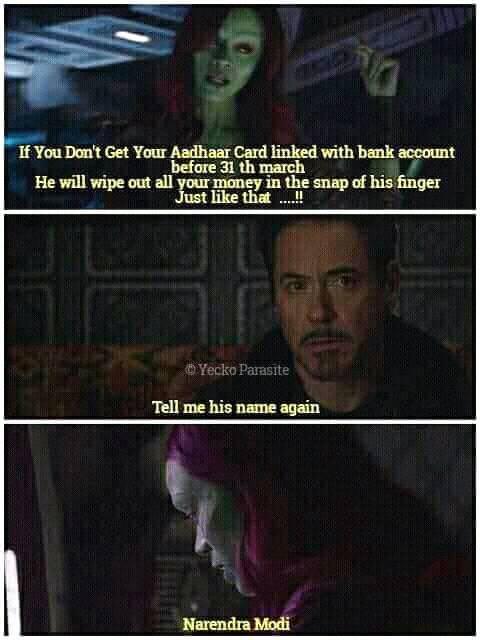 If You Don't Get Your Aadhaar Card linked with bank account
before 31 th march
He will wipe out all your money in the snap of his finger
Just like that ....!!
© Yecko Parasite
Tell me his name again
Narendra Modi